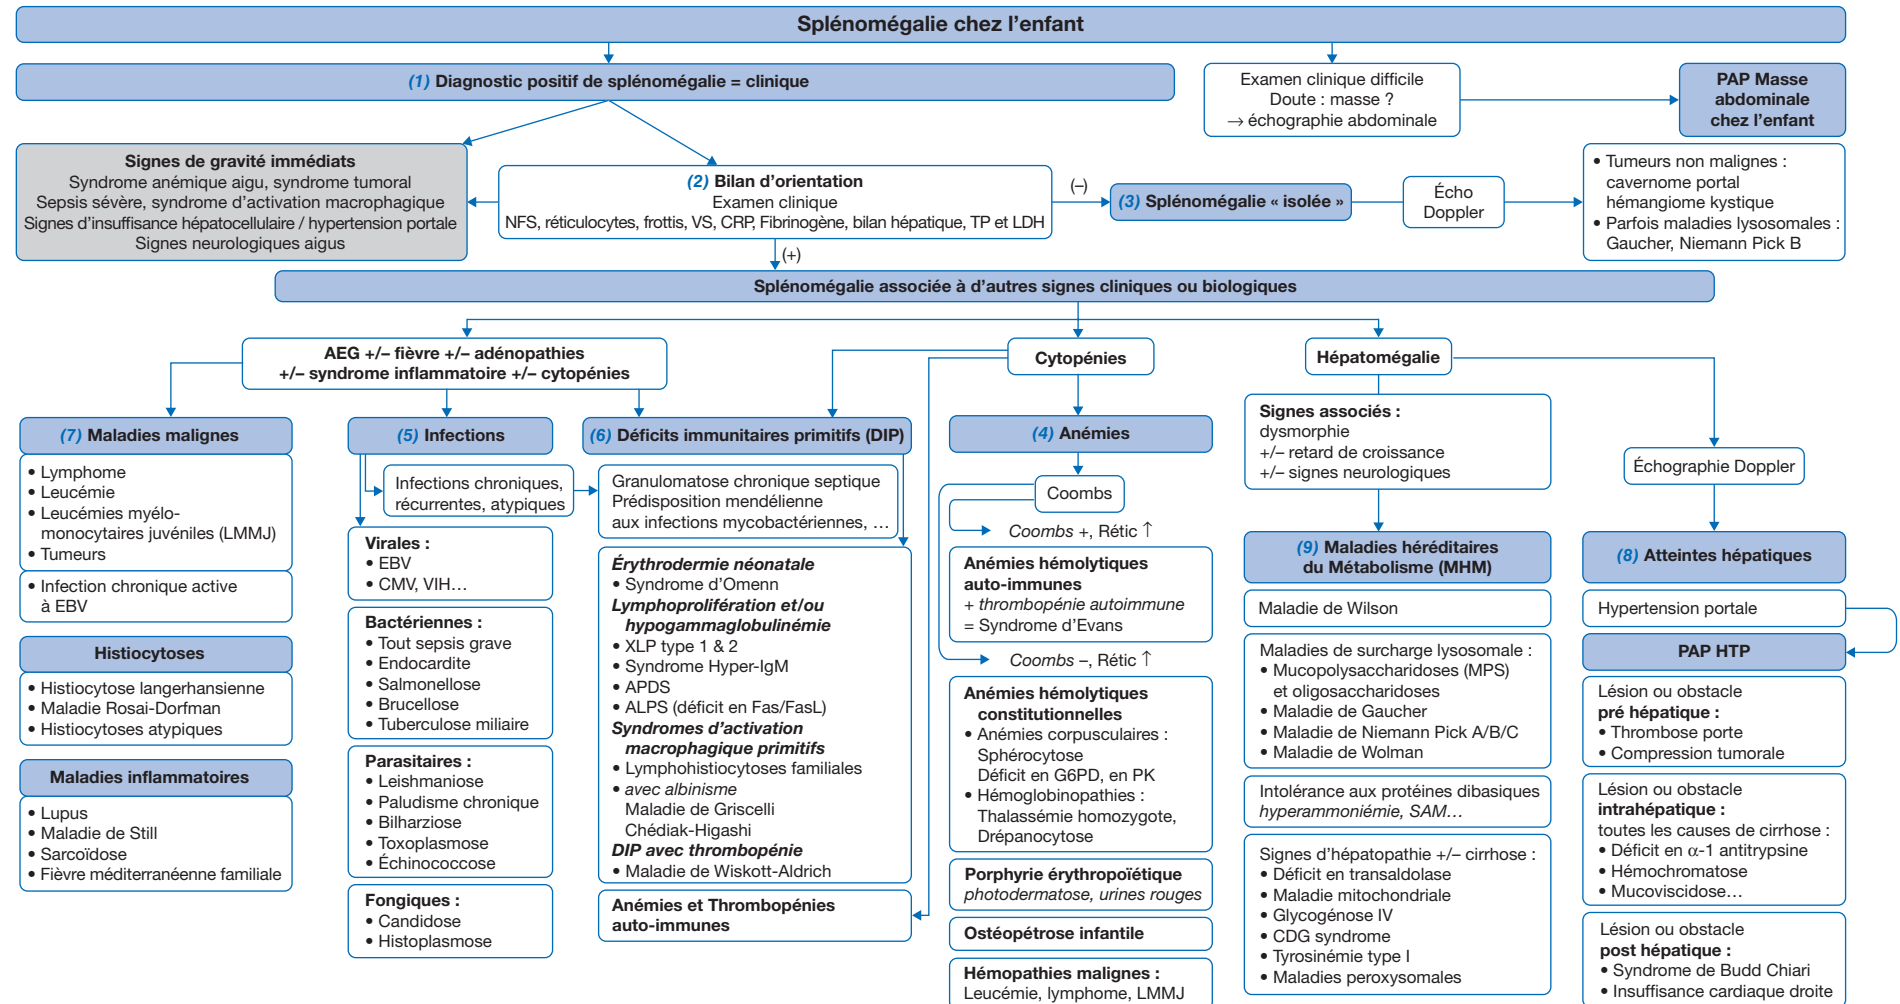 Splénomégalie chez l'enfant
(1) Diagnostic positif de splénomégalie = clinique
Examen clinique difficile
Doute : masse ?
→ échographie abdominale
PAP Masse
abdominale
chez l'enfant
Signes de gravité immédiats
Syndrome anémique aigu, syndrome tumoral
Sepsis sévère, syndrome d'activation macrophagique
Signes d'insuffisance hépatocellulaire / hypertension portale
Signes neurologiques aigus
(2) Bilan d'orientation
Examen clinique
NFS, réticulocytes, frottis, VS, CRP, Fibrinogène, bilan hépatique, TP et LDH
(–)
(3) Splénomégalie « isolée »
Écho
Doppler
• Tumeurs non malignes :
cavernome portal
hémangiome kystique
• Parfois maladies lysosomales :
Gaucher, Niemann Pick B
(+)
Splénomégalie associée à d'autres signes cliniques ou biologiques
AEG +/– fièvre +/– adénopathies
+/– syndrome inflammatoire +/– cytopénies
Cytopénies
Hépatomégalie
(7) Maladies malignes
• Lymphome
• Leucémie
• Leucémies myélo-
monocytaires juvéniles (LMMJ)
• Tumeurs
• Infection chronique active
à EBV
Histiocytoses
• Histiocytose langerhansienne
• Maladie Rosai-Dorfman
• Histiocytoses atypiques
Maladies inflammatoires
• Lupus
• Maladie de Still
• Sarcoïdose
• Fièvre méditerranéenne familiale
(5) Infections
Infections chroniques,
récurrentes, atypiques
Virales :
• EBV
• CMV, VIH…
Bactériennes :
• Tout sepsis grave
• Endocardite
• Salmonellose
• Brucellose
• Tuberculose miliaire
Parasitaires :
• Leishmaniose
• Paludisme chronique
• Bilharziose
• Toxoplasmose
• Échinococcose
Fongiques :
• Candidose
• Histoplasmose
(6) Déficits immunitaires primitifs (DIP)
Granulomatose chronique septique
Prédisposition mendélienne
aux infections mycobactériennes, …
Érythrodermie néonatale
• Syndrome d'Omenn
Lymphoprolifération et/ou
hypogammaglobulinémie
• XLP type 1 & 2
• Syndrome Hyper-IgM
• APDS
• ALPS (déficit en Fas/FasL)
Syndromes d'activation
macrophagique primitifs
• Lymphohistiocytoses familiales
• avec albinisme
Maladie de Griscelli
Chédiak-Higashi
DIP avec thrombopénie
• Maladie de Wiskott-Aldrich
Anémies et Thrombopénies
auto-immunes
(4) Anémies
Coombs
Coombs +, Rétic ↑
Anémies hémolytiques
auto-immunes
+ thrombopénie autoimmune
= Syndrome d'Evans
Coombs –, Rétic ↑
Anémies hémolytiques
constitutionnelles
• Anémies corpusculaires :
Sphérocytose
Déficit en G6PD, en PK
• Hémoglobinopathies :
Thalassémie homozygote,
Drépanocytose
Porphyrie érythropoïétique
photodermatose, urines rouges
Ostéopétrose infantile
Hémopathies malignes :
Leucémie, lymphome, LMMJ
Signes associés :
dysmorphie
+/– retard de croissance
+/– signes neurologiques
(9) Maladies héréditaires
du Métabolisme (MHM)
Maladie de Wilson
Maladies de surcharge lysosomale :
• Mucopolysaccharidoses (MPS)
et oligosaccharidoses
• Maladie de Gaucher
• Maladie de Niemann Pick A/B/C
• Maladie de Wolman
Intolérance aux protéines dibasiques
hyperammoniémie, SAM…
Signes d'hépatopathie +/– cirrhose :
• Déficit en transaldolase
• Maladie mitochondriale
• Glycogénose IV
• CDG syndrome
• Tyrosinémie type I
• Maladies peroxysomales
Échographie Doppler
(8) Atteintes hépatiques
Hypertension portale
PAP HTP
Lésion ou obstacle
pré hépatique :
• Thrombose porte
• Compression tumorale
Lésion ou obstacle
intrahépatique :
toutes les causes de cirrhose :
• Déficit en α-1 antitrypsine
• Hémochromatose
• Mucoviscidose…
Lésion ou obstacle
post hépatique :
• Syndrome de Budd Chiari
• Insuffisance cardiaque droite